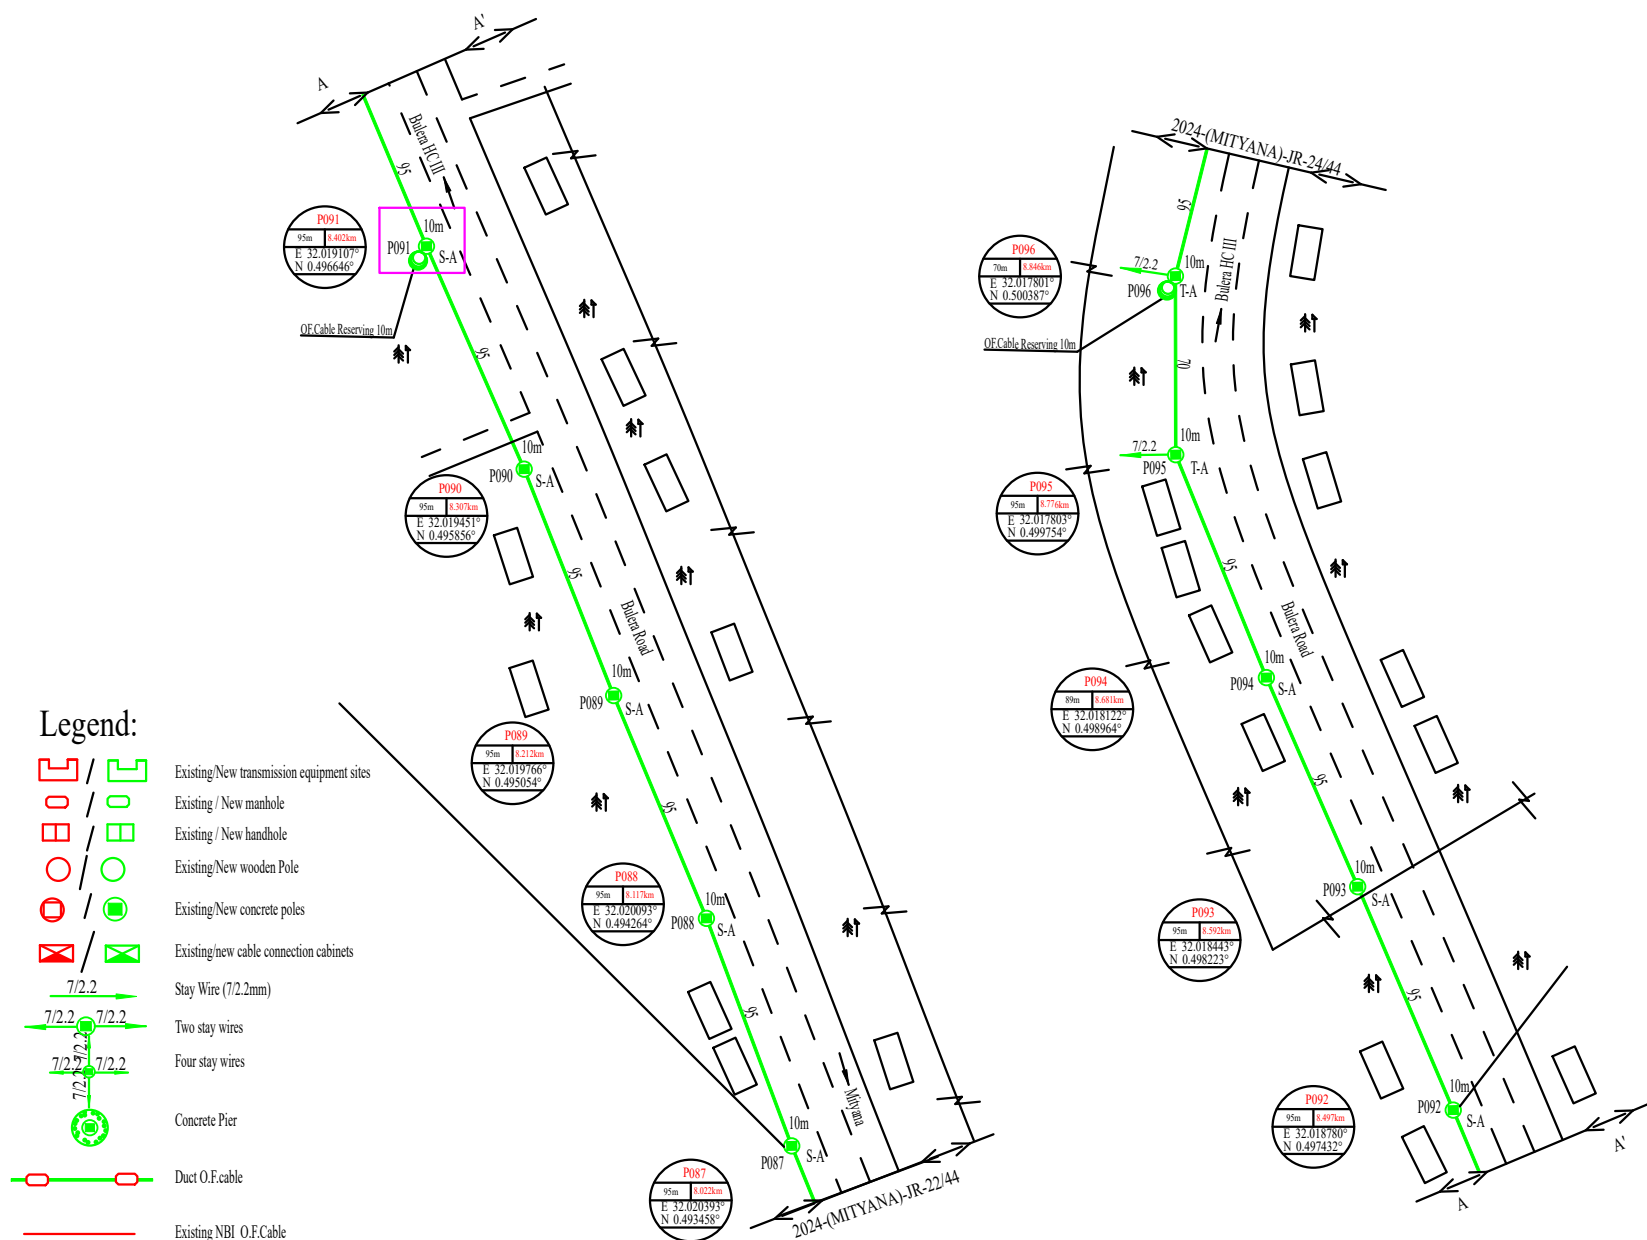 A'
A
95
Bulera HC III
10m
P091
S-A
P091
95m
8.402km
E 32.019107°
N 0.496646°
OF.Cable Reserving 10m
95
10m
P090
S-A
P090
95m
8.307km
E 32.019451°
N 0.495856°
95
Bulera Road
10m
P089
S-A
P089
95m
8.212km
E 32.019766°
N 0.495054°
95
10m
P088
S-A
P088
95m
8.117km
E 32.020093°
N 0.494264°
95
Mityana
10m
P087
S-A
P087
95m
8.022km
E 32.020393°
N 0.493458°
2024-(MITYANA)-JR-22/44
2024-(MITYANA)-JR-24/44
95
Bulera HC III
7/2.2
10m
P096
T-A
P096
70m
8.846km
E 32.017801°
N 0.500387°
OF.Cable Reserving 10m
70
7/2.2
10m
P095
T-A
P095
95m
8.776km
E 32.017803°
N 0.499754°
95
Bulera Road
10m
P094
S-A
P094
89m
8.681km
E 32.018122°
N 0.498964°
95
10m
P093
S-A
P093
95m
8.592km
E 32.018443°
N 0.498223°
95
10m
P092
S-A
P092
95m
8.497km
E 32.018780°
N 0.497432°
A
A'
Legend:
Existing/New transmission equipment sites
Existing / New manhole
Existing / New handhole
Existing/New wooden Pole
Existing/New concrete poles
Existing/new cable connection cabinets
7/2.2
Stay Wire (7/2.2mm)
7/2.2 7/2.2
Two stay wires
7/2.2
7/2.2 7/2.2
7/2.2
Four stay wires
Concrete Pier
Duct O.F.cable
Existing NBI O.F.Cable